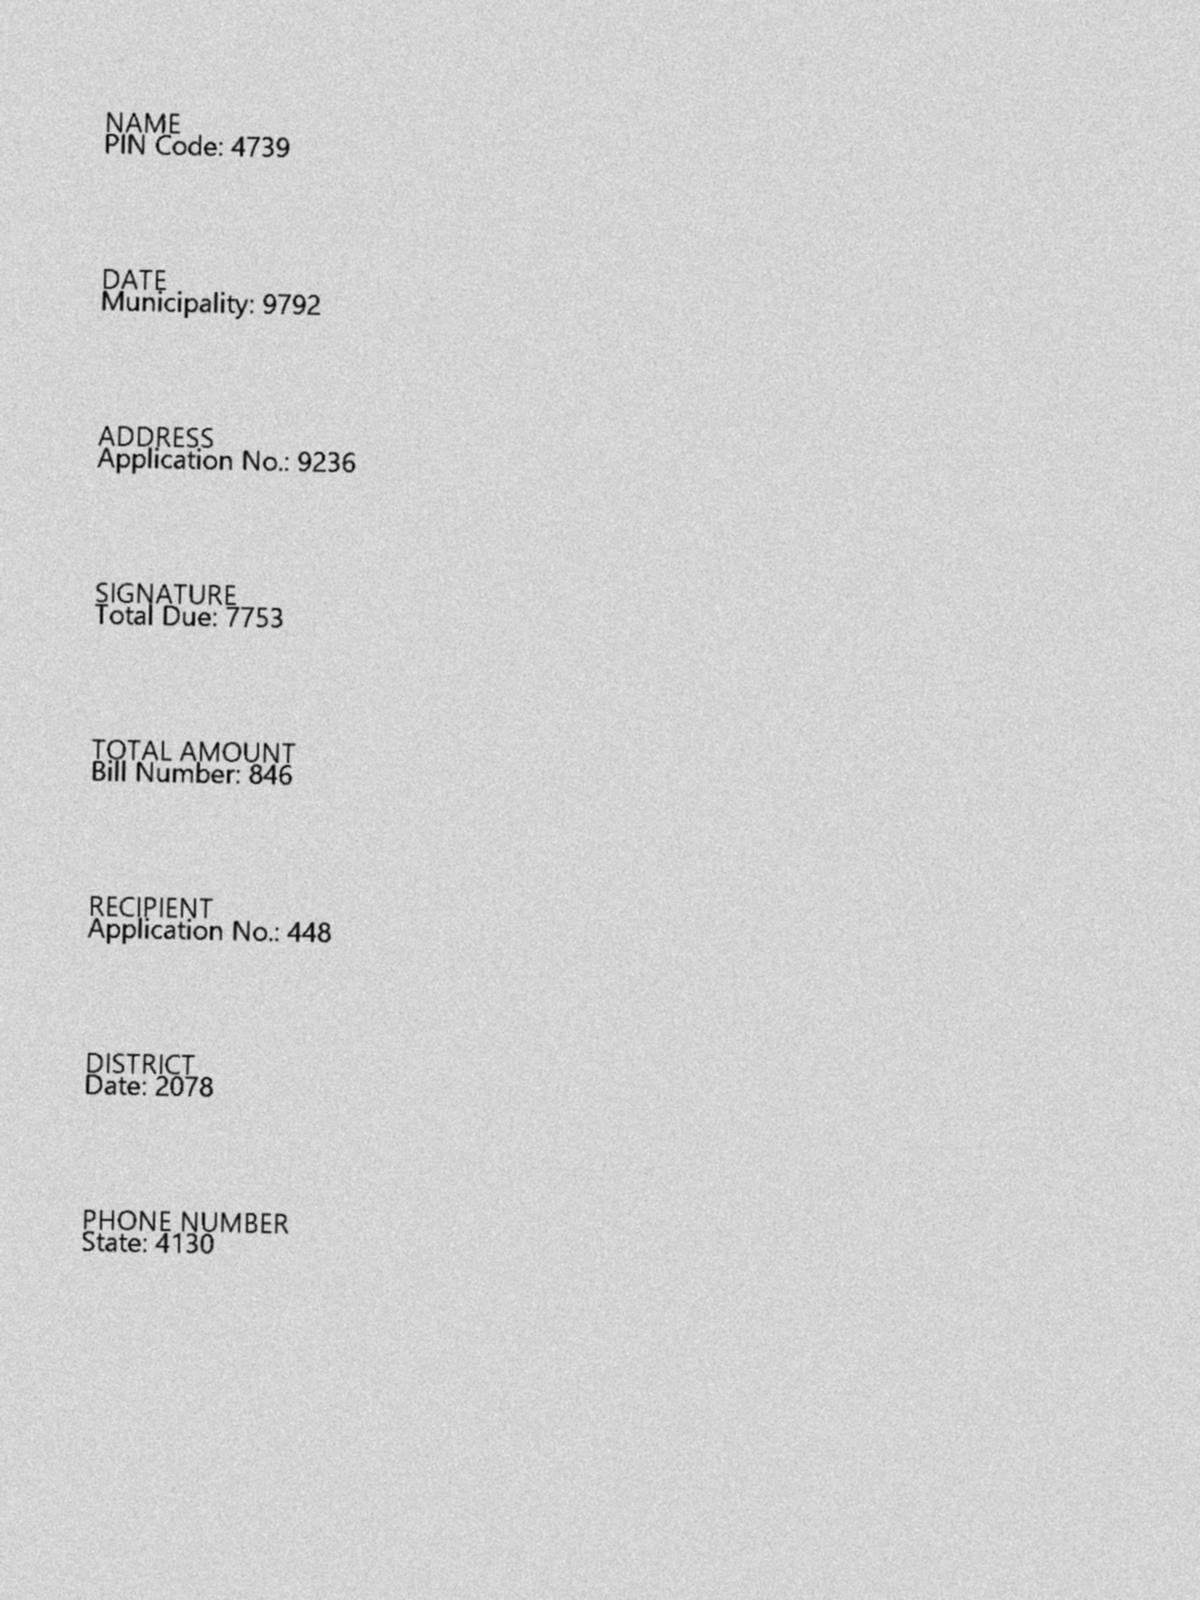 NAME
PIN Code: 4739
DATE
Municipality: 9792
ADDRESS
Application No.: 9236
SIGNATURE
Total Due: 7753
TOTAL AMOUNT
Bill Number: 846
RECIPIENT
Application No.: 448
DISTRICT
Date: 2078
PHONE NUMBER
State: 4130